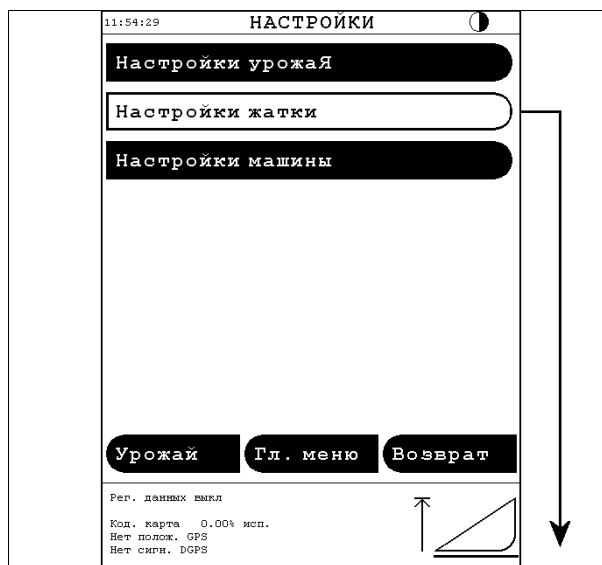 11:54:29 НАСТРОЙКИ
Настройки урожаЯ
Настройки жатки
Настройки машины
Урожай Гл. меню Возврат
Рег. данных выкл
Код. карта 0.00% исп.
Нет полож. GPS
Нет сигн. DGPS